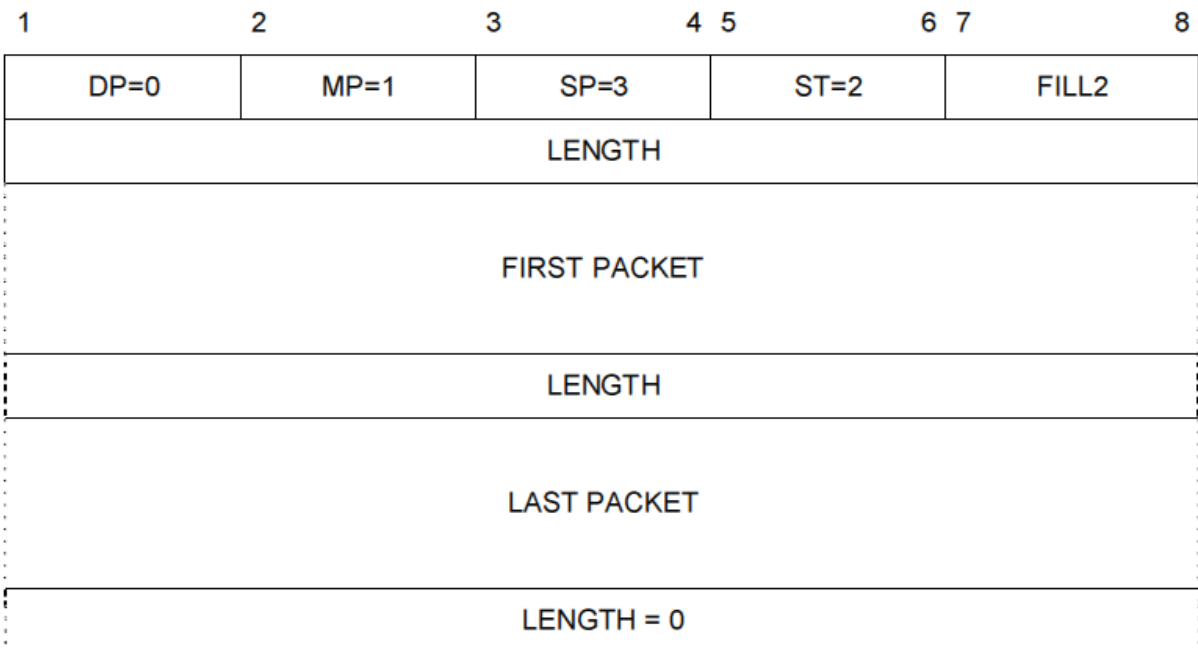 1 2 3 4 5 6 7 8
DP=0 MP=1 SP=3 ST=2 FILL2
LENGTH
FIRST PACKET
LENGTH
LAST PACKET
LENGTH = 0